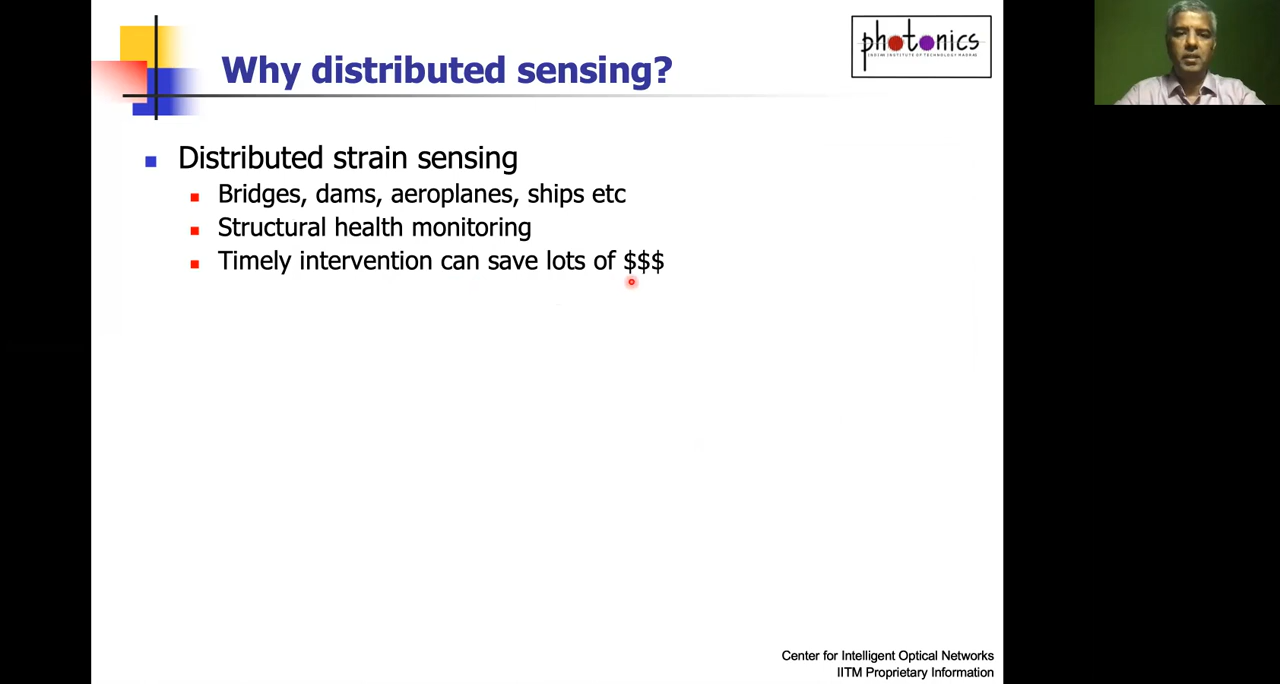 Why distributed sensing?
photonics
INDIAN INSTITUTE OF TECHNOLOGY MADRAS
Distributed strain sensing
Bridges, dams, aeroplanes, ships etc
Structural health monitoring
Timely intervention can save lots of $$$
Center for Intelligent Optical Networks
IITM Proprietary Information